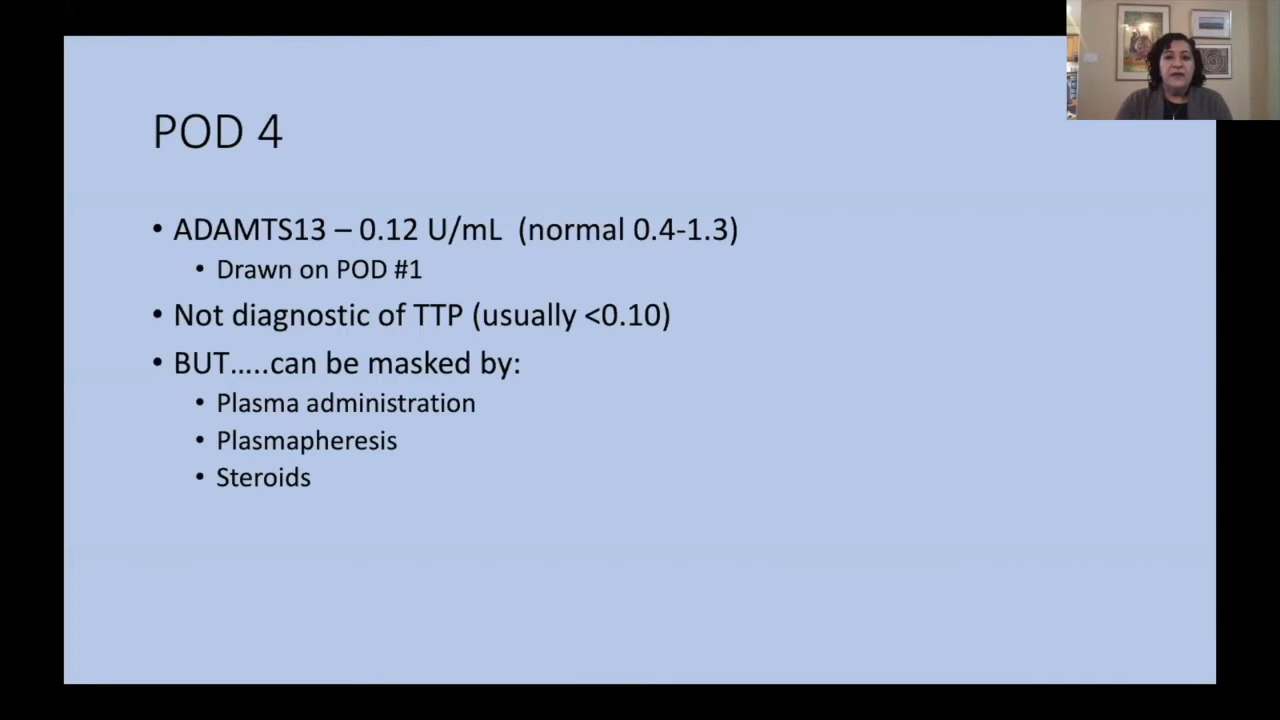 POD 4
• ADAMTS13 – 0.12 U/mL (normal 0.4-1.3)
• Drawn on POD #1
• Not diagnostic of TTP (usually <0.10)
• BUT…..can be masked by:
• Plasma administration
• Plasmapheresis
• Steroids